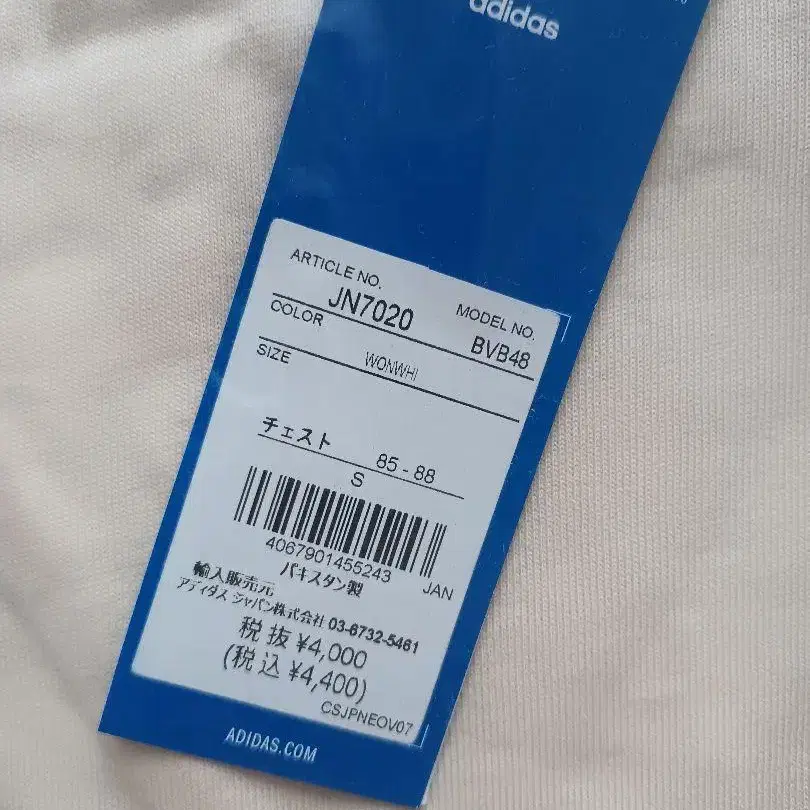 adidas
ARTICLE NO.
JN7020
MODEL NO.
BVB48
COLOR
WONWHI
SIZE
チェスト 85 - 88
S
4067901455243
JAN
パキスタン製
輸入販売元
アディダス ジャパン株式会社 03-6732-5461
税 抜 ¥4,000
(税 込 ¥4,400)
CSJPNEOV07
ADIDAS.COM